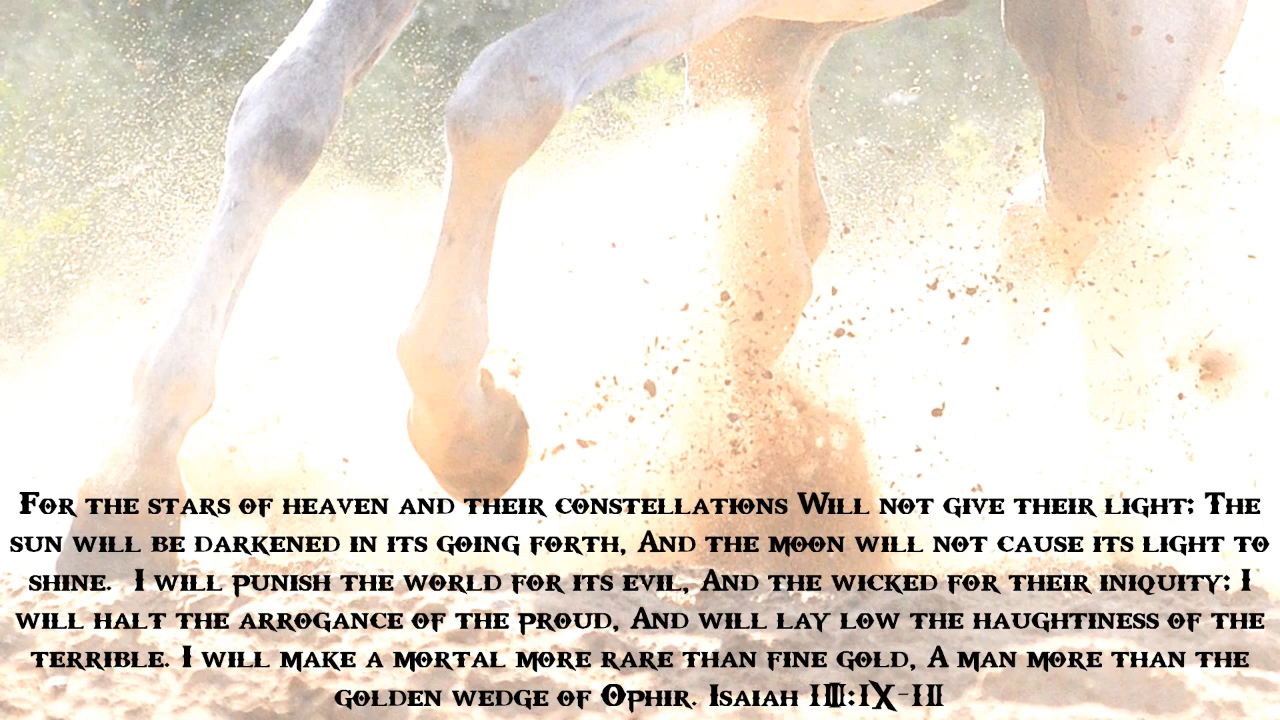 For the stars of heaven and their constellations Will not give their light; The
sun will be darkened in its going forth, And the moon will not cause its light to
shine.  I will punish the world for its evil, And the wicked for their iniquity; I
will halt the arrogance of the proud, And will lay low the haughtiness of the
terrible. I will make a mortal more rare than fine gold, A man more than the
golden wedge of Ophir. Isaiah